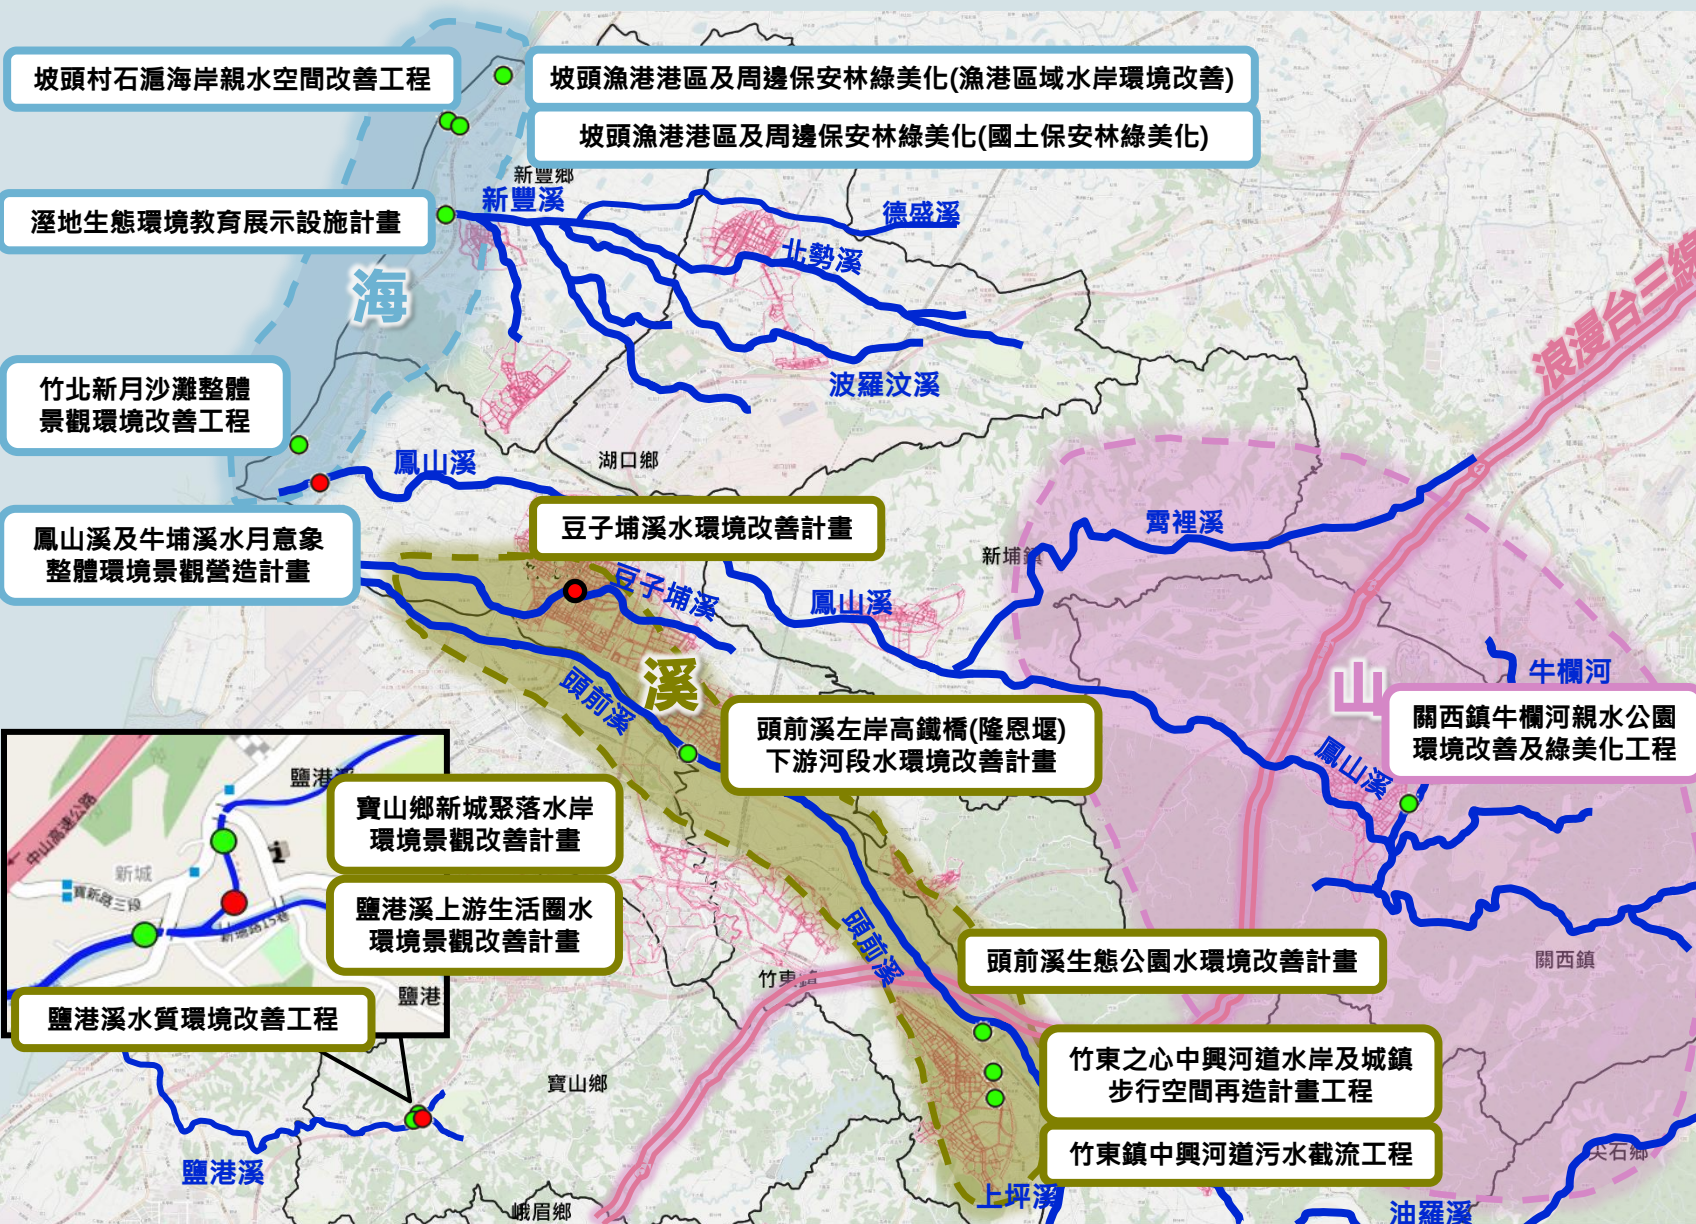 坡頭村石滬海岸親水空間改善工程
坡頭漁港港區及周邊保安林綠美化(漁港區域水岸環境改善)
坡頭漁港港區及周邊保安林綠美化(國土保安林綠美化)
新豐鄉
新豐溪
德盛溪
溼地生態環境教育展示設施計畫
北勢溪
海
浪漫台三線
竹北新月沙灘整體
景觀環境改善工程
波羅汶溪
鳳山溪
湖口鄉
豆子埔溪水環境改善計畫
霄裡溪
鳳山溪及牛埔溪水月意象
整體環境景觀營造計畫
新埔鎮
豆子埔溪
鳳山溪
溪
頭前溪
山
牛欄河
頭前溪左岸高鐵橋(隆恩堰)
下游河段水環境改善計畫
關西鎮牛欄河親水公園
環境改善及綠美化工程
鳳山溪
鹽港溪
中山高速公路
寶山鄉新城聚落水岸
環境景觀改善計畫
新城
寶新路三段
鹽港溪上游生活圈水
環境景觀改善計畫
頭前溪
頭前溪生態公園水環境改善計畫
關西鎮
竹東鎮
鹽港
鹽港溪水質環境改善工程
竹東之心中興河道水岸及城鎮
步行空間再造計畫工程
寶山鄉
竹東鎮中興河道污水截流工程
尖石鄉
鹽港溪
上坪溪
峨眉鄉
油羅溪